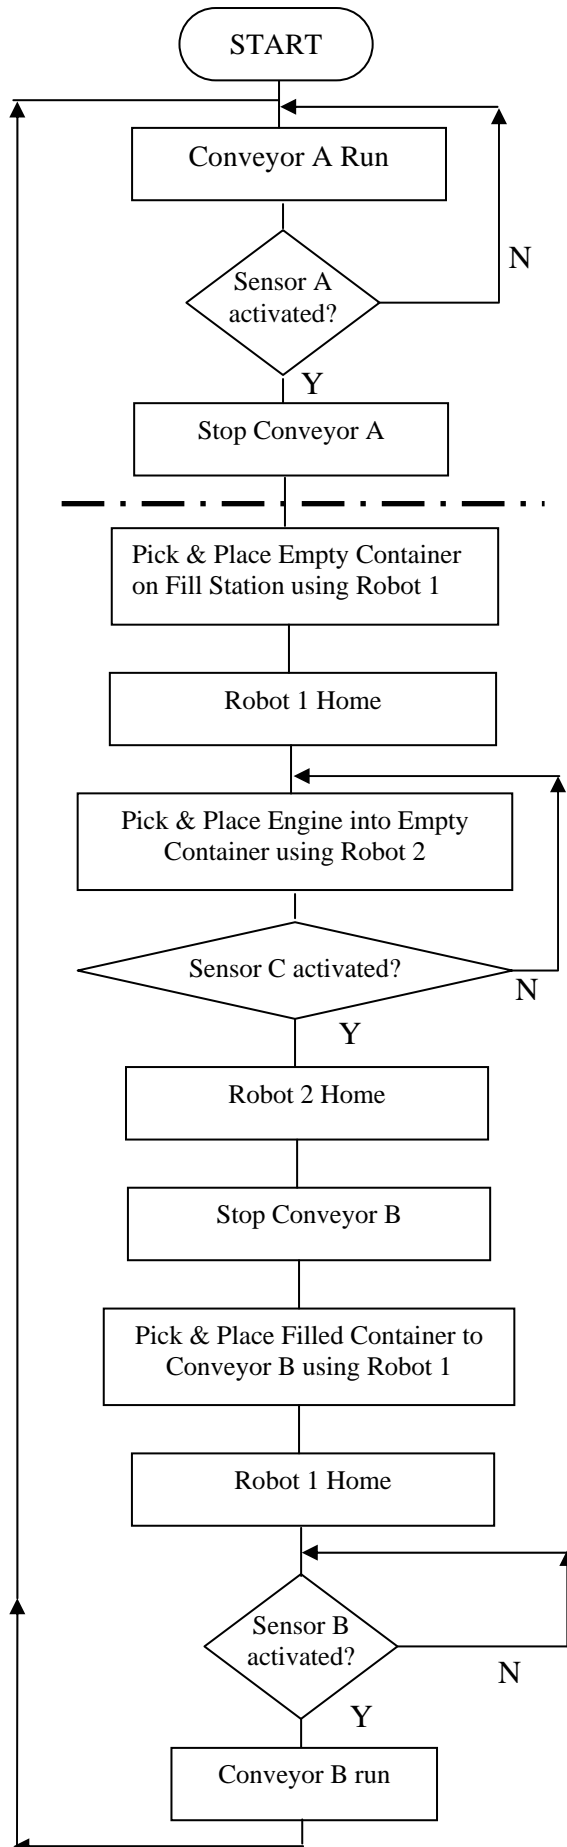 START
Conveyor A Run
N
Sensor A
activated?
Y
Stop Conveyor A
Pick & Place Empty Container
on Fill Station using Robot 1
Robot 1 Home
Pick & Place Engine into Empty
Container using Robot 2
Sensor C activated?
N
Y
Robot 2 Home
Stop Conveyor B
Pick & Place Filled Container to
Conveyor B using Robot 1
Robot 1 Home
Sensor B
activated?
N
Y
Conveyor B run